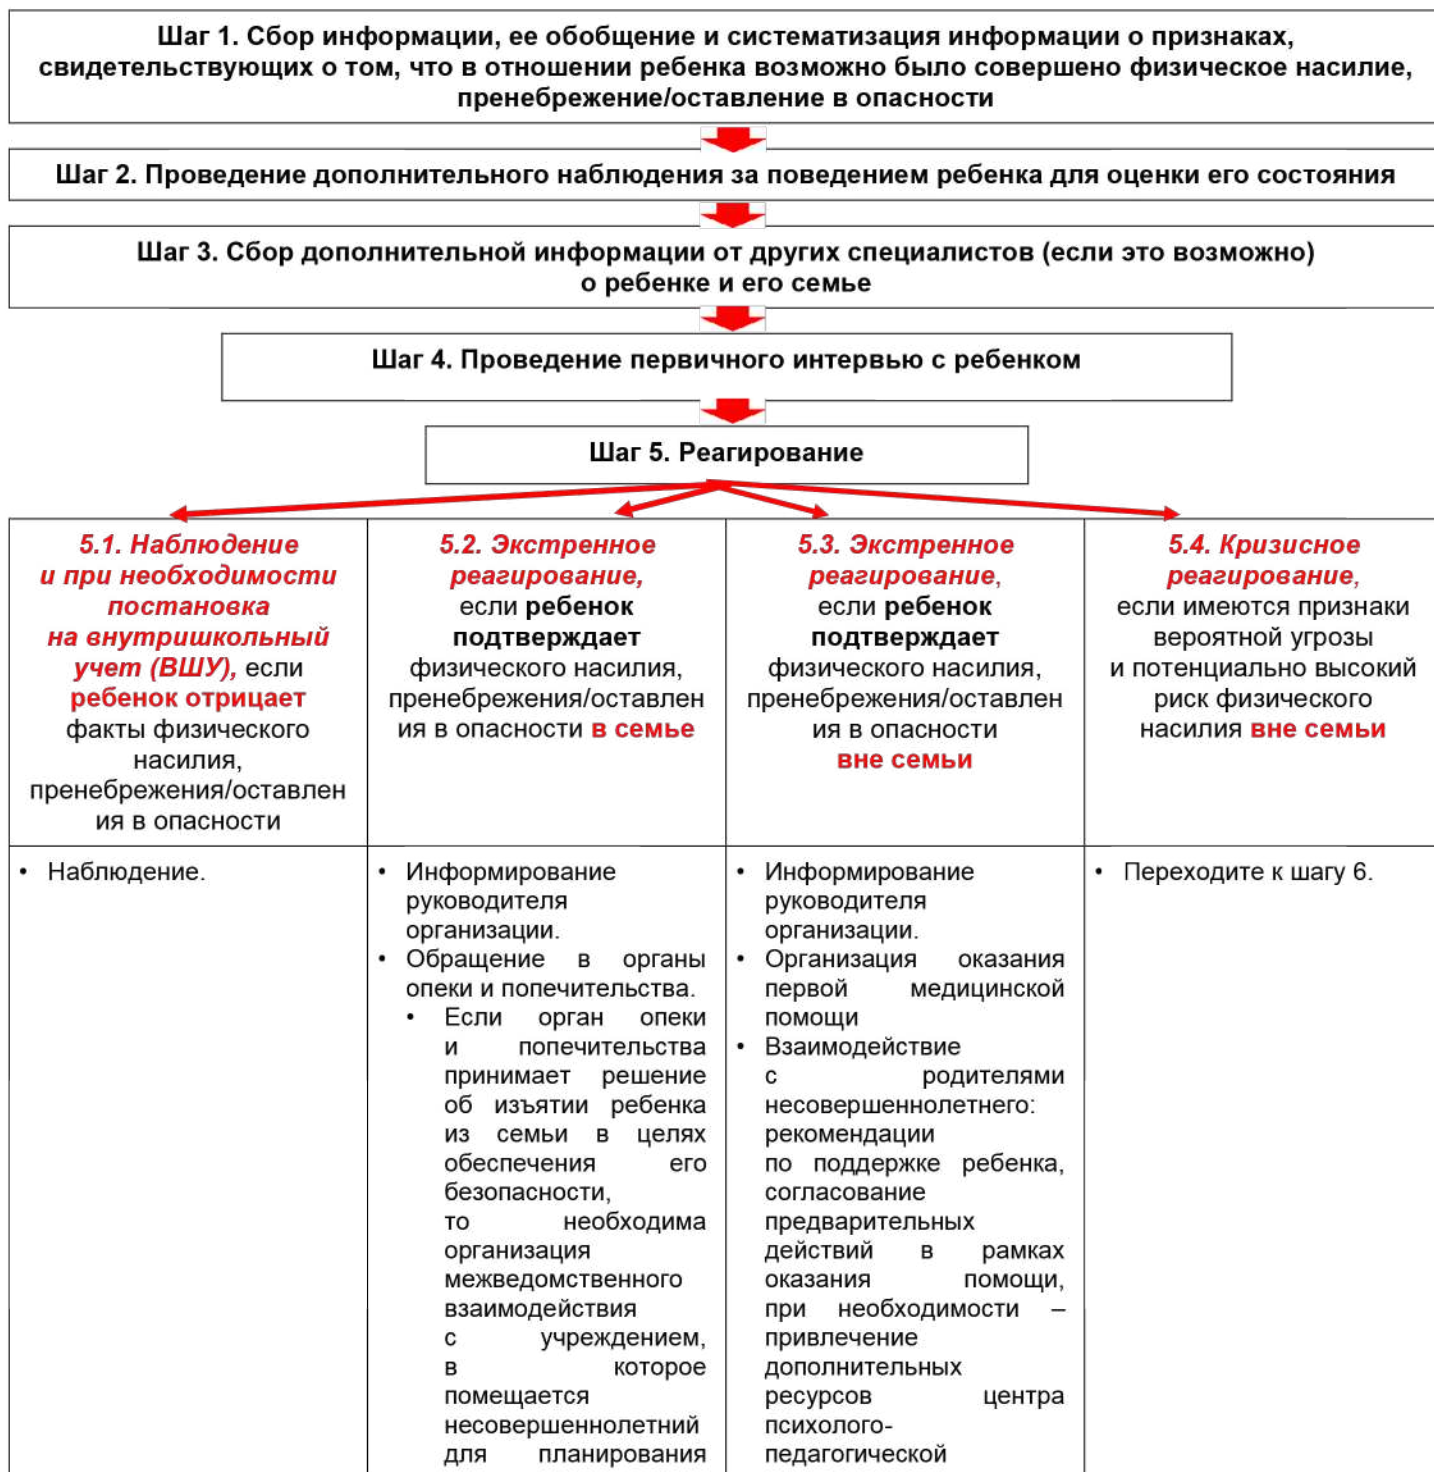 Шаг 1. Сбор информации, ее обобщение и систематизация информации о признаках,
свидетельствующих о том, что в отношении ребенка возможно было совершено физическое насилие,
пренебрежение/оставление в опасности
Шаг 2. Проведение дополнительного наблюдения за поведением ребенка для оценки его состояния
Шаг 3. Сбор дополнительной информации от других специалистов (если это возможно)
о ребенке и его семье
Шаг 4. Проведение первичного интервью с ребенком
Шаг 5. Реагирование
5.1. Наблюдение
и при необходимости
постановка
на внутришкольный
учет (ВШУ), если
ребенок отрицает
факты физического
насилия,
пренебрежения/оставлен
ия в опасности
5.2. Экстренное
реагирование,
если ребенок
подтверждает
физического насилия,
пренебрежения/оставлен
ия в опасности в семье
5.3. Экстренное
реагирование,
если ребенок
подтверждает
физического насилия,
пренебрежения/оставлен
ия в опасности
вне семьи
5.4. Кризисное
реагирование,
если имеются признаки
вероятной угрозы
и потенциально высокий
риск физического
насилия вне семьи
• Наблюдение.
• Информирование
руководителя
организации.
• Обращение в органы
опеки и попечительства.
• Если орган опеки
и попечительства
принимает решение
об изъятии ребенка
из семьи в целях
обеспечения его
безопасности,
то необходима
организация
межведомственного
взаимодействия
с учреждением,
в которое
помещается
несовершеннолетний
для планирования
• Информирование
руководителя
организации.
• Организация оказания
первой медицинской
помощи
• Взаимодействие
с родителями
несовершеннолетнего:
рекомендации
по поддержке ребенка,
согласование
предварительных
действий в рамках
оказания помощи,
при необходимости –
привлечение
дополнительных
ресурсов центра
психолого-
педагогической
• Переходите к шагу 6.